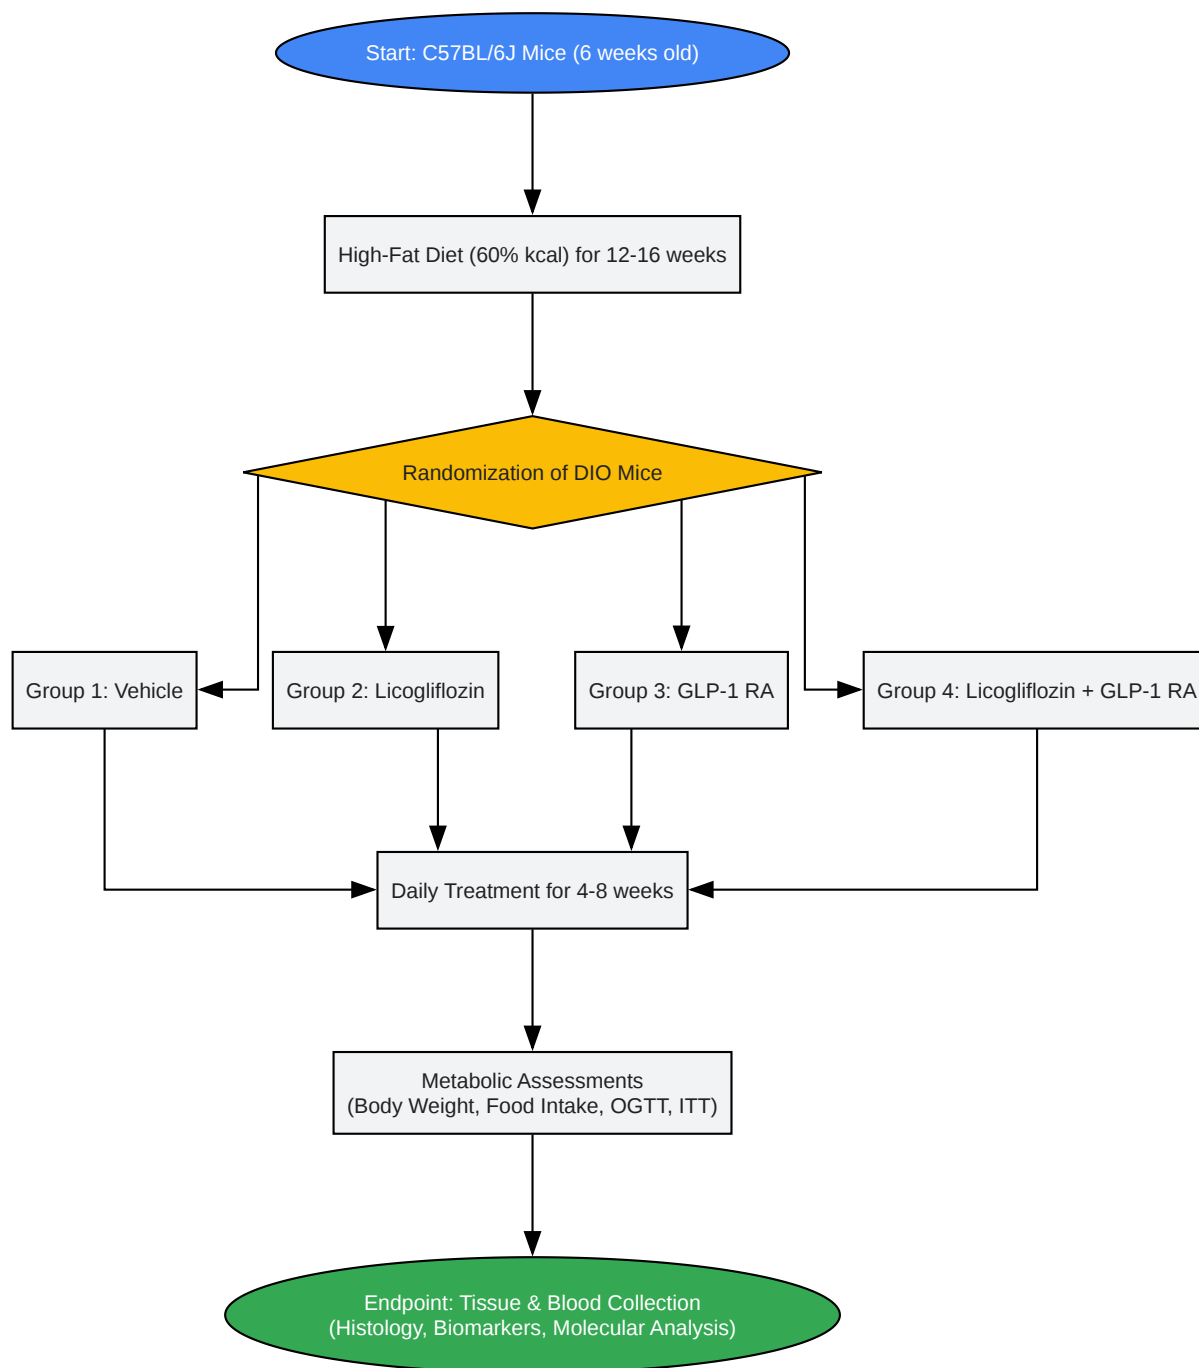 Start: C57BL/6J Mice (6 weeks old)
High-Fat Diet (60% kcal) for 12-16 weeks
Randomization of DIO Mice
Group 1: Vehicle
Group 2: Licogliflozin
Group 3: GLP-1 RA
Group 4: Licogliflozin + GLP-1 RA
Daily Treatment for 4-8 weeks
Metabolic Assessments
(Body Weight, Food Intake, OGTT, ITT)
Endpoint: Tissue & Blood Collection
(Histology, Biomarkers, Molecular Analysis)